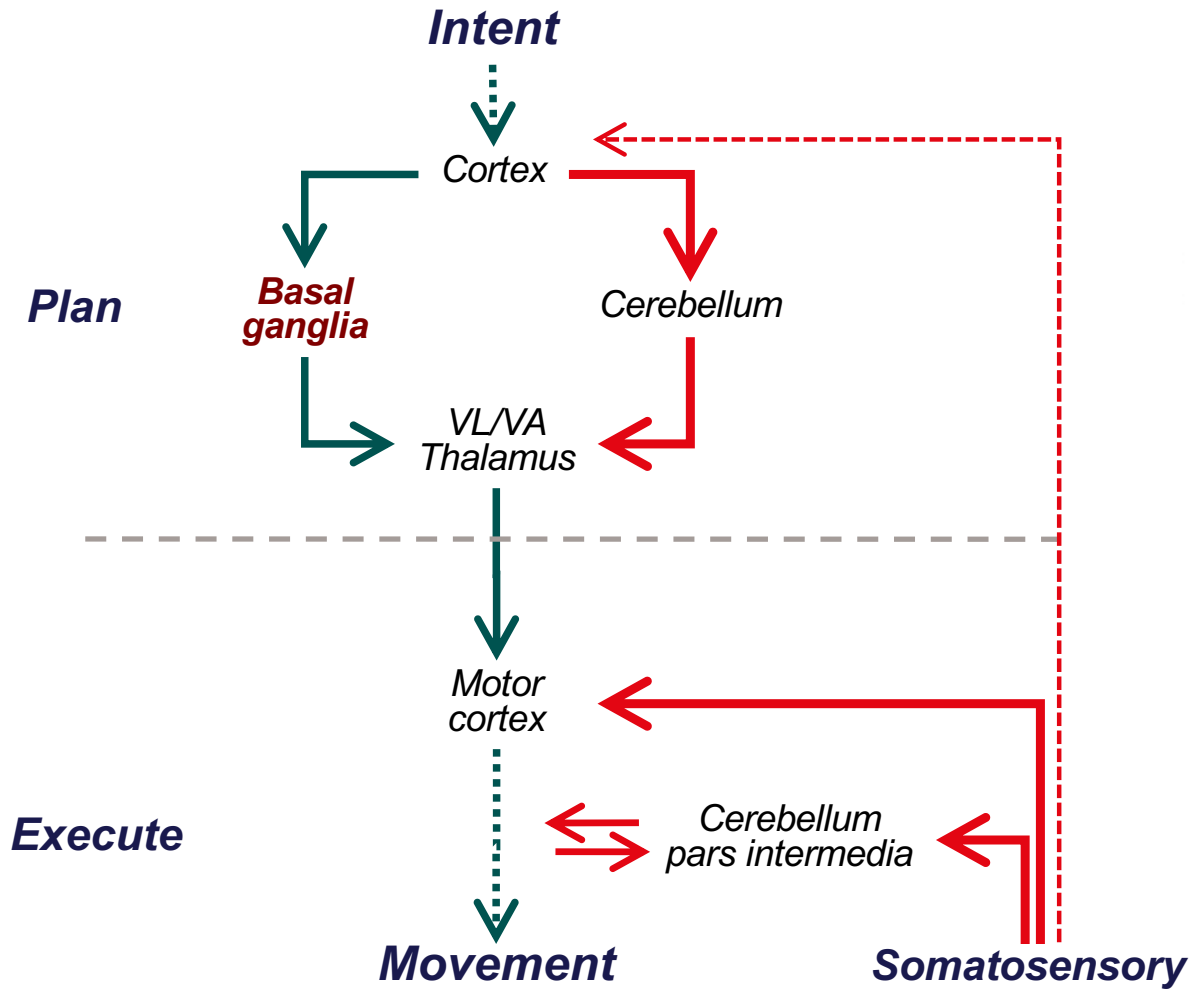 Intent
Cortex
Plan
Basal
ganglia
Cerebellum
VL/VA
Thalamus
Motor
cortex
Execute
Cerebellum
pars intermedia
Movement
Somatosensory